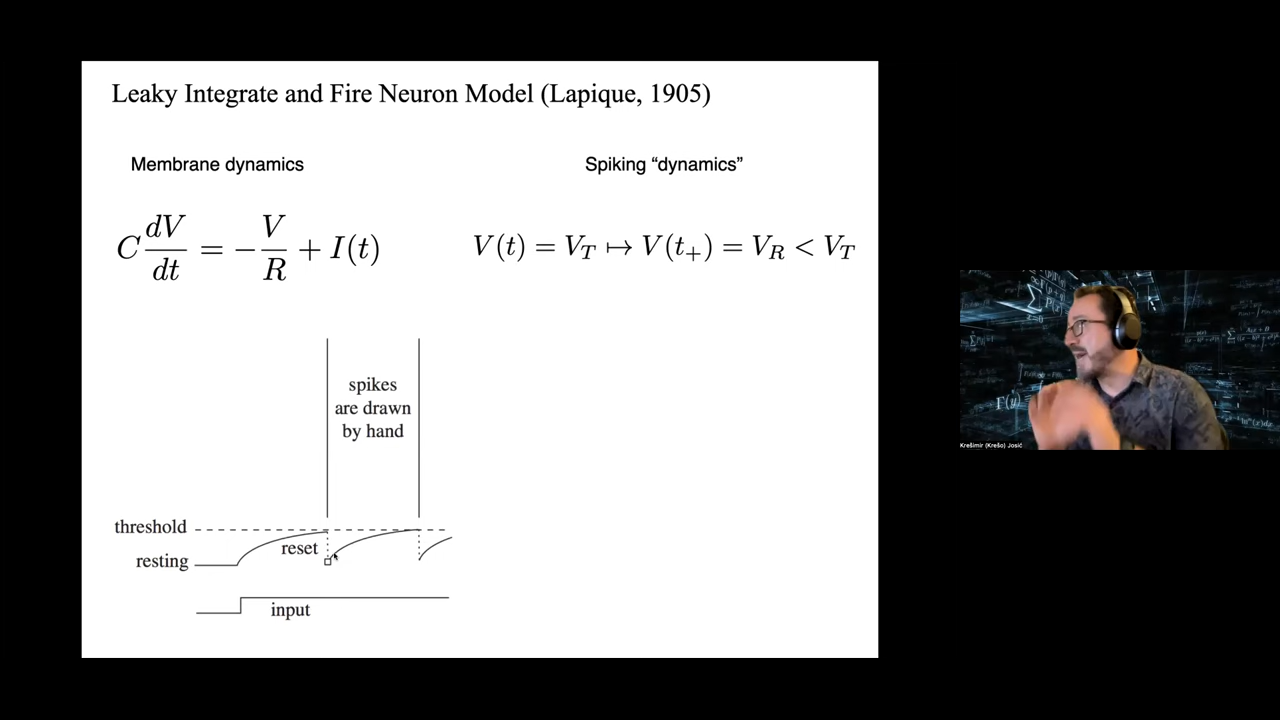 Leaky Integrate and Fire Neuron Model (Lapique, 1905)
Membrane dynamics
Spiking “dynamics”
C dV/dt = − V/R + I(t)
V(t) = V_T ↦ V(t_+) = V_R < V_T
spikes
are drawn
by hand
threshold
reset
resting
input
Krešimir (Krešo) Josić